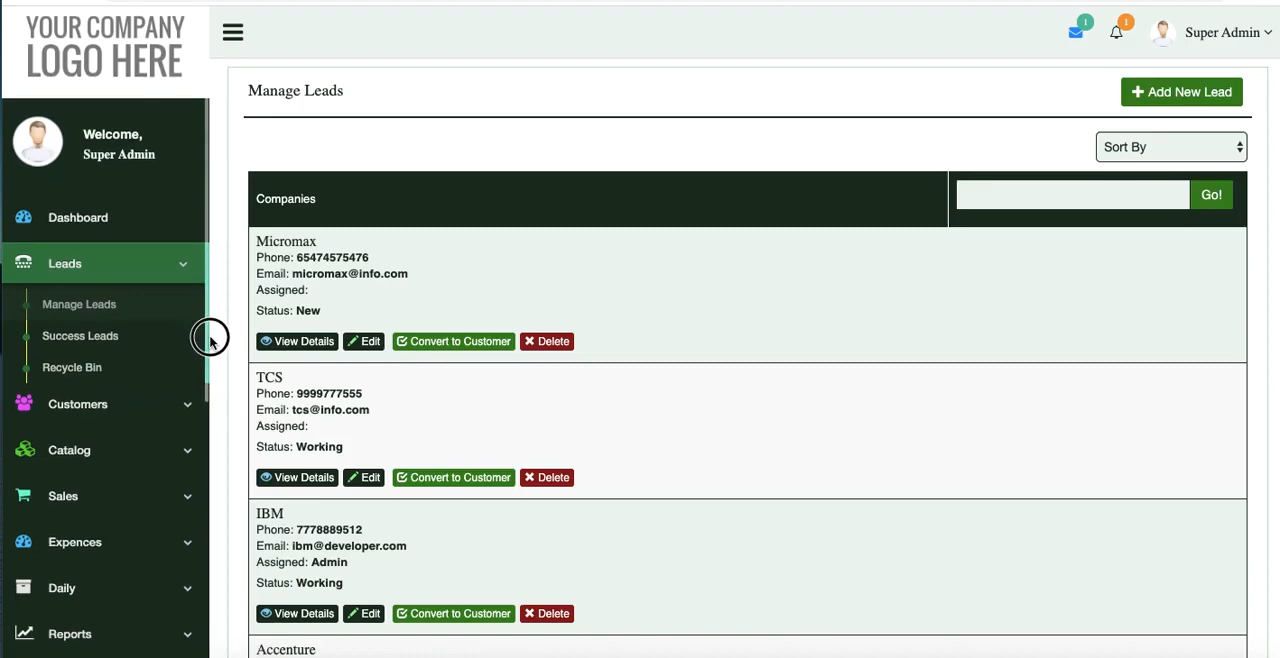 YOUR COMPANY
LOGO HERE
1
1
Super Admin
Welcome,
Super Admin
Dashboard
Leads
Manage Leads
Success Leads
Recycle Bin
Customers
Catalog
Sales
Expences
Daily
Reports
Manage Leads
Add New Lead
Sort By
Companies
Go!
Micromax
Phone: 65474575476
Email: micromax@info.com
Assigned:
Status: New
View Details Edit Convert to Customer Delete
TCS
Phone: 9999777555
Email: tcs@info.com
Assigned:
Status: Working
View Details Edit Convert to Customer Delete
IBM
Phone: 7778889512
Email: ibm@developer.com
Assigned: Admin
Status: Working
View Details Edit Convert to Customer Delete
Accenture